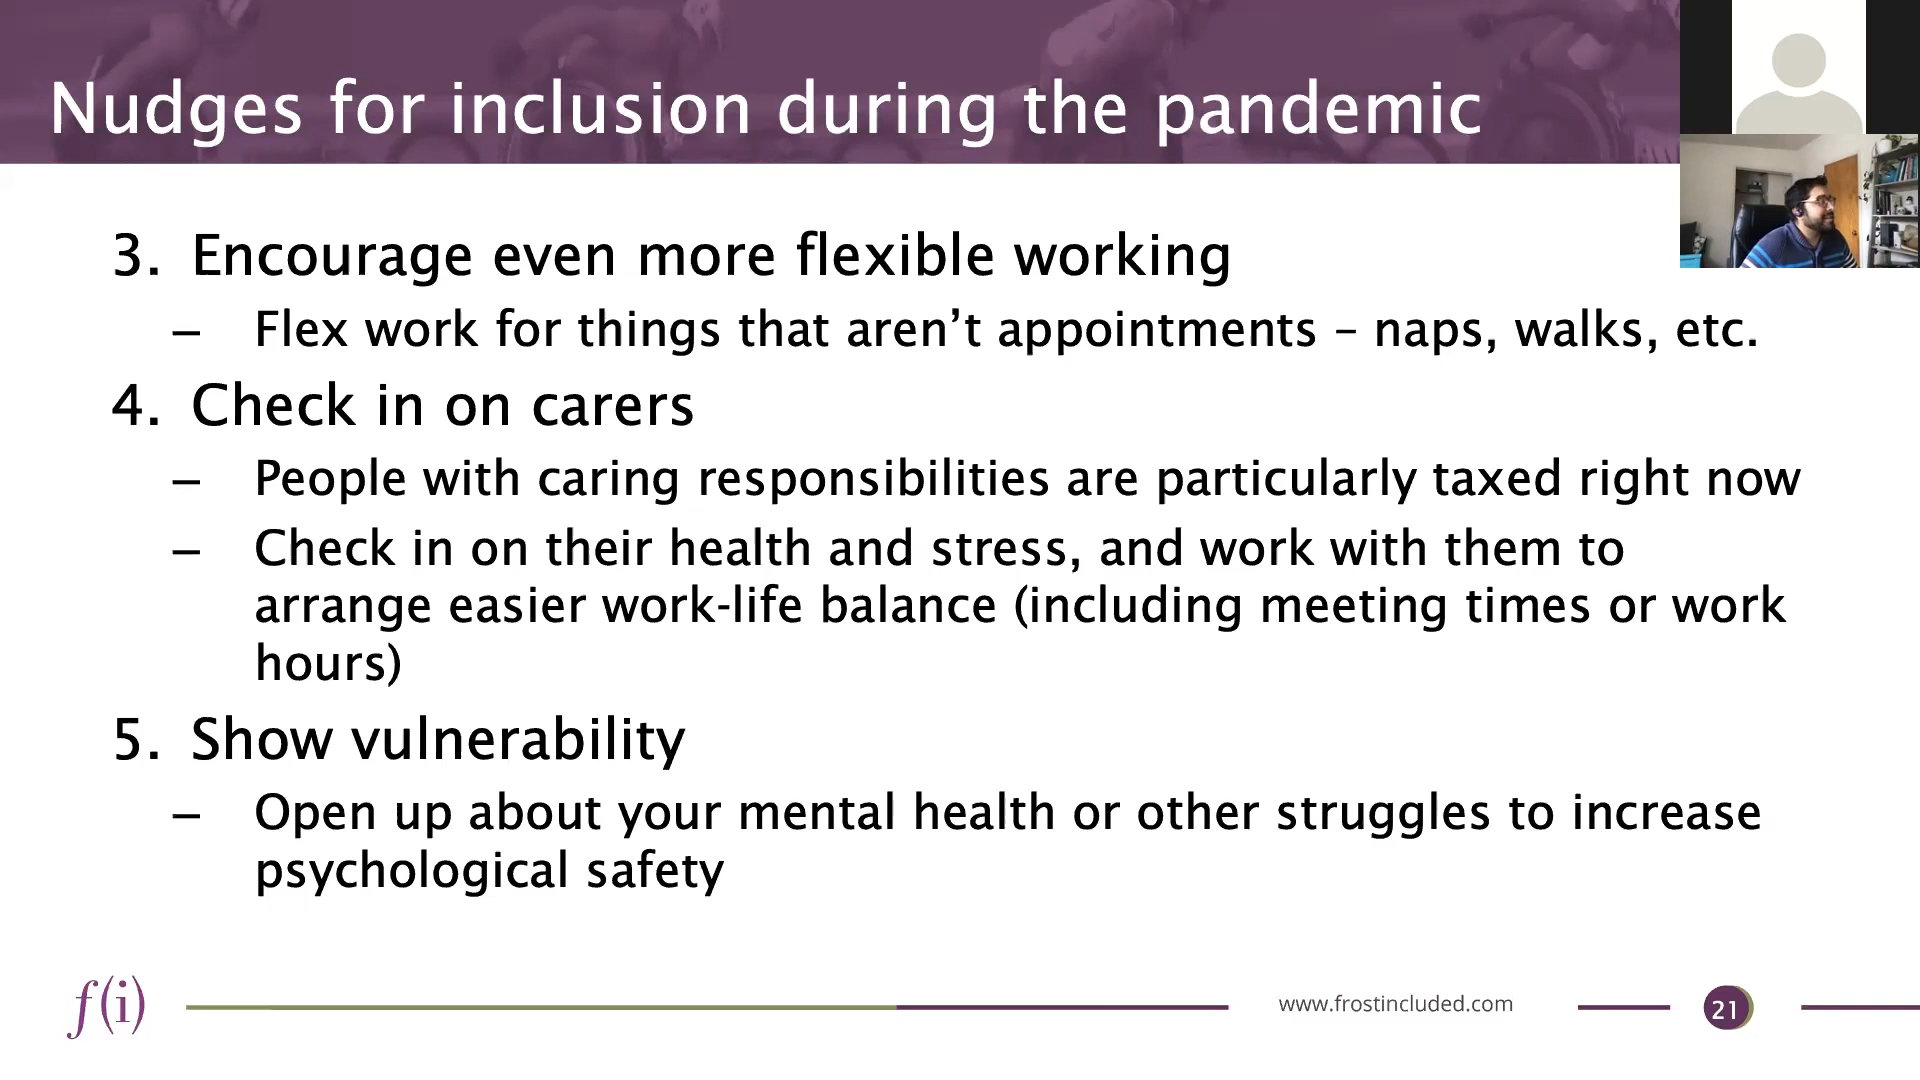 Nudges for inclusion during the pandemic
3. Encourage even more flexible working
– Flex work for things that aren’t appointments – naps, walks, etc.
4. Check in on carers
– People with caring responsibilities are particularly taxed right now
– Check in on their health and stress, and work with them to
arrange easier work-life balance (including meeting times or work
hours)
5. Show vulnerability
– Open up about your mental health or other struggles to increase
psychological safety
f(i)
www.frostincluded.com
21